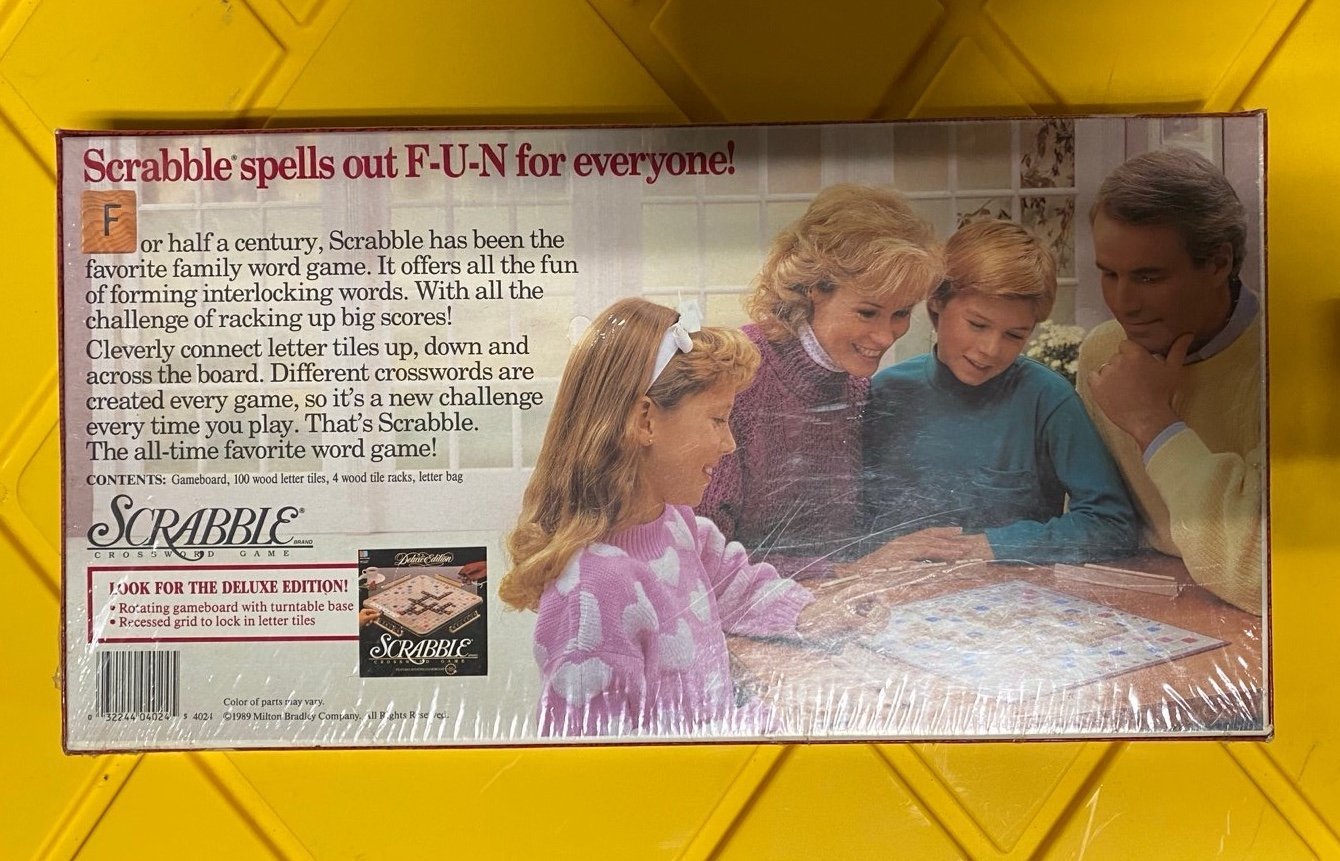 Scrabble® spells out F-U-N for everyone!
F
or half a century, Scrabble has been the
favorite family word game. It offers all the fun
of forming interlocking words. With all the
challenge of racking up big scores!
Cleverly connect letter tiles up, down and
across the board. Different crosswords are
created every game, so it's a new challenge
every time you play. That's Scrabble.
The all-time favorite word game!
CONTENTS: Gameboard, 100 wood letter tiles, 4 wood tile racks, letter bag
SCRABBLE® BRAND
CROSSWORD GAME
LOOK FOR THE DELUXE EDITION!
• Rotating gameboard with turntable base
• Recessed grid to lock in letter tiles
Deluxe Edition
SCRABBLE
CROSSWORD GAME
0 32244 04024 5
4024
Color of parts may vary.
©1989 Milton Bradley Company. All Rights Reserved.